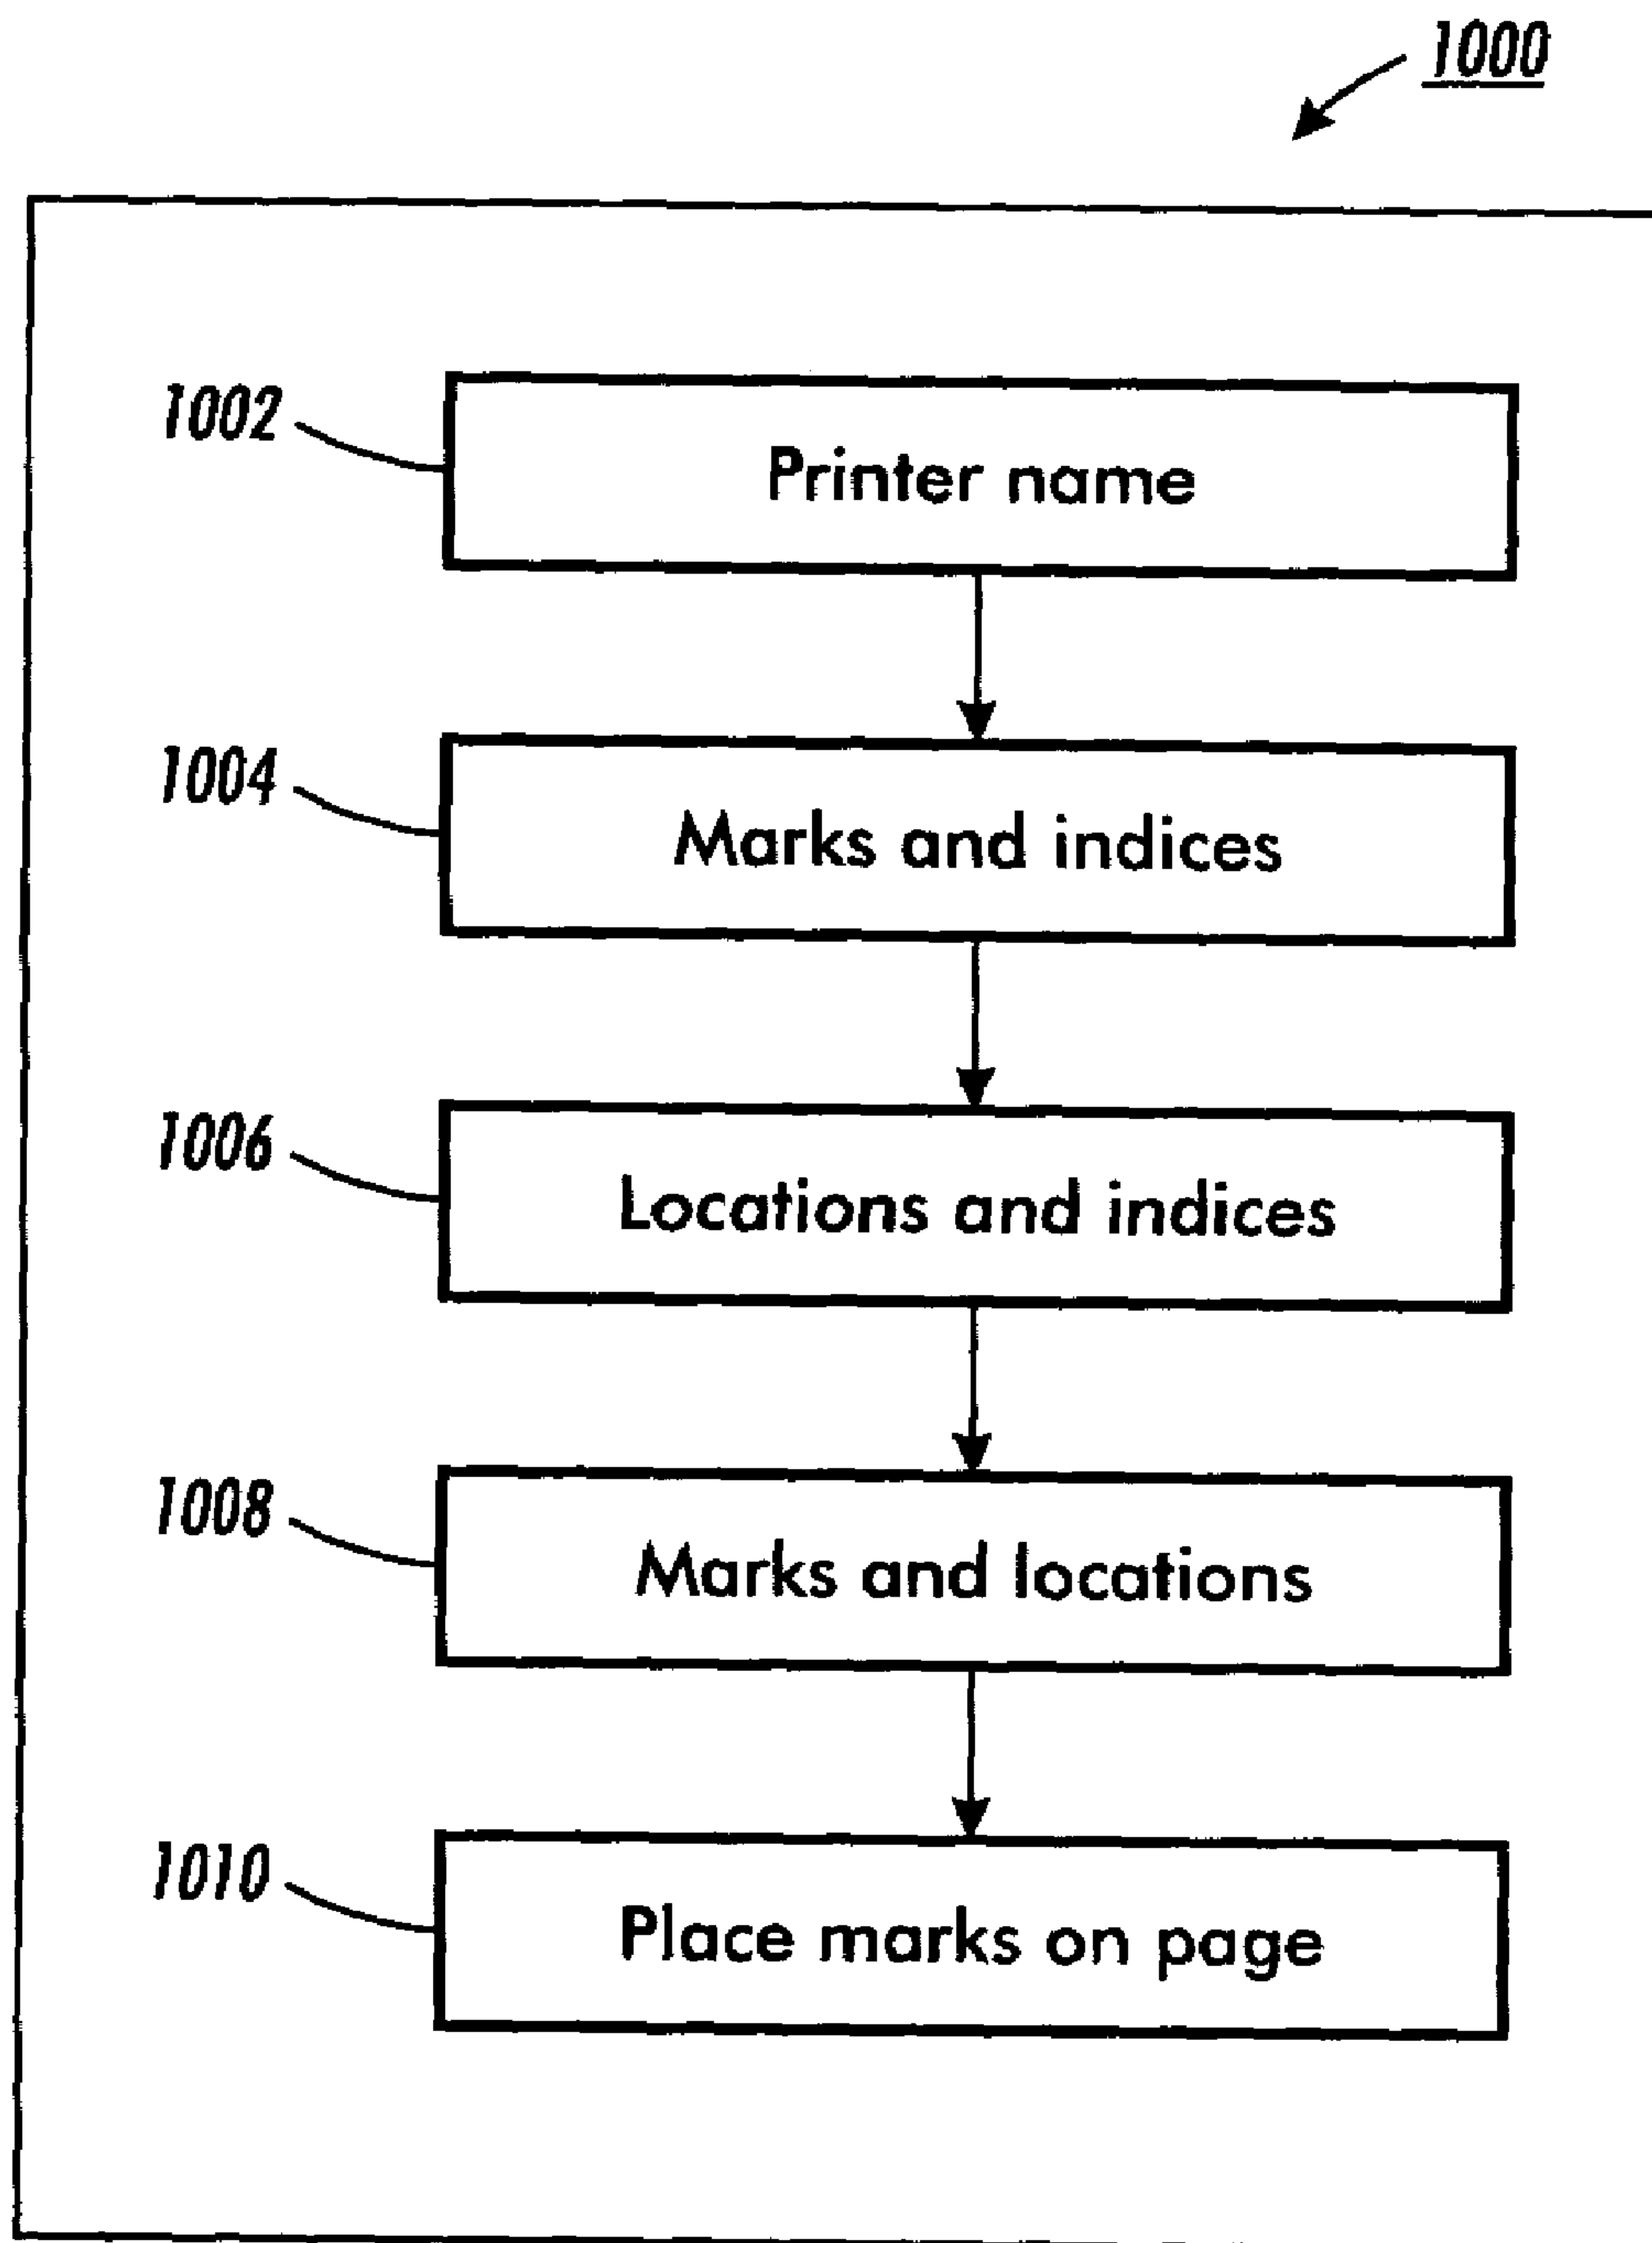 1000
1002
Printer name
1004
Marks and indices
1006
Locations and indices
1008
Marks and locations
1010
Place marks on page